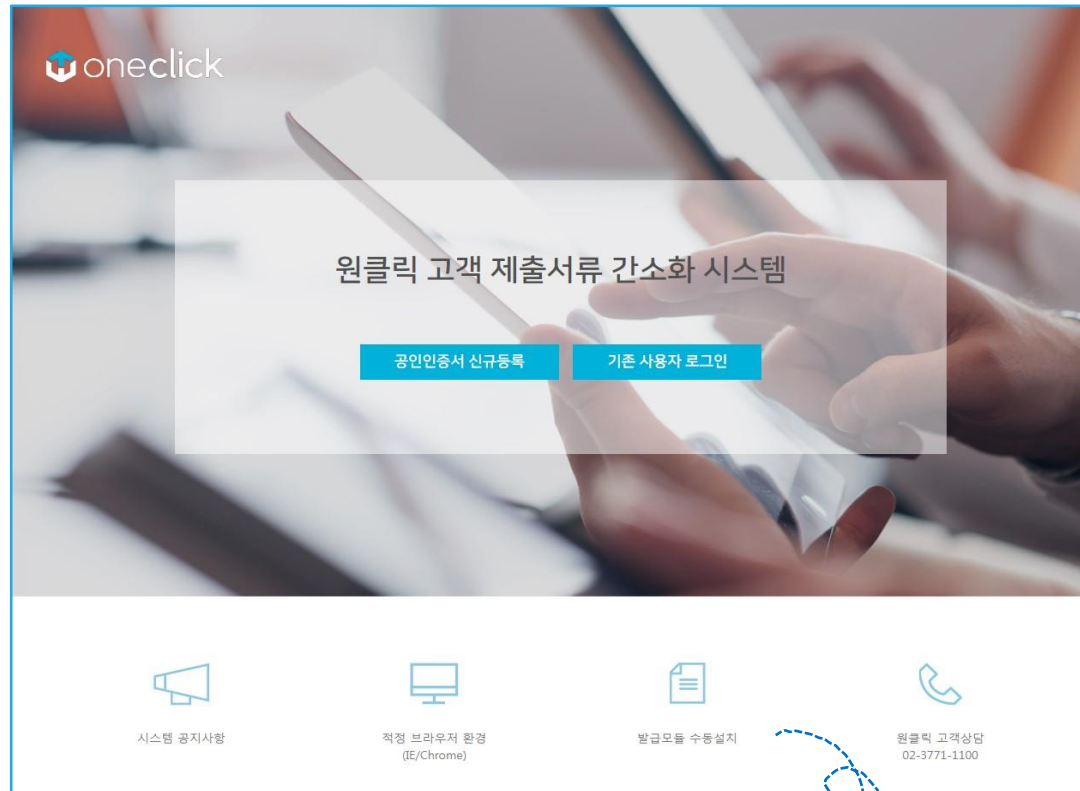 oneclick
원클릭 고객 제출서류 간소화 시스템
공인인증서 신규등록
기존 사용자 로그인
시스템 공지사항
적정 브라우저 환경
(IE/Chrome)
발급모듈 수동설치
원클릭 고객상담
02-3771-1100